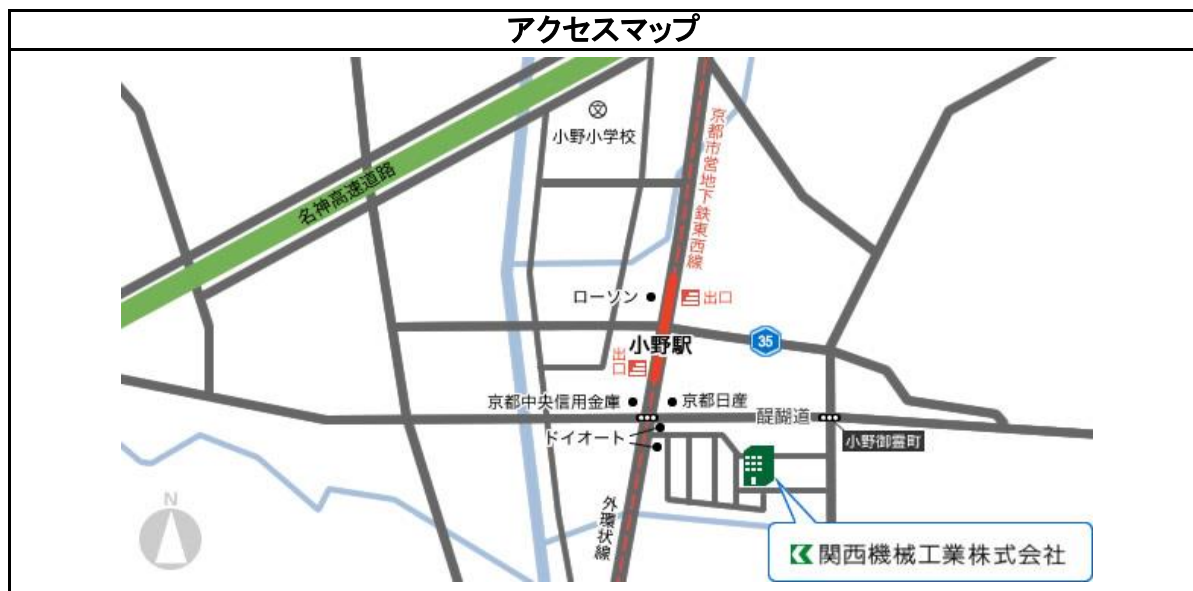 アクセスマップ
小野小学校
京都市営地下鉄東西線
名神高速道路
ローソン
出口
35
小野駅
出口
京都中央信用金庫
京都日産
醍醐道
ドイオート
小野御霊町
外環状線
N
関西機械工業株式会社